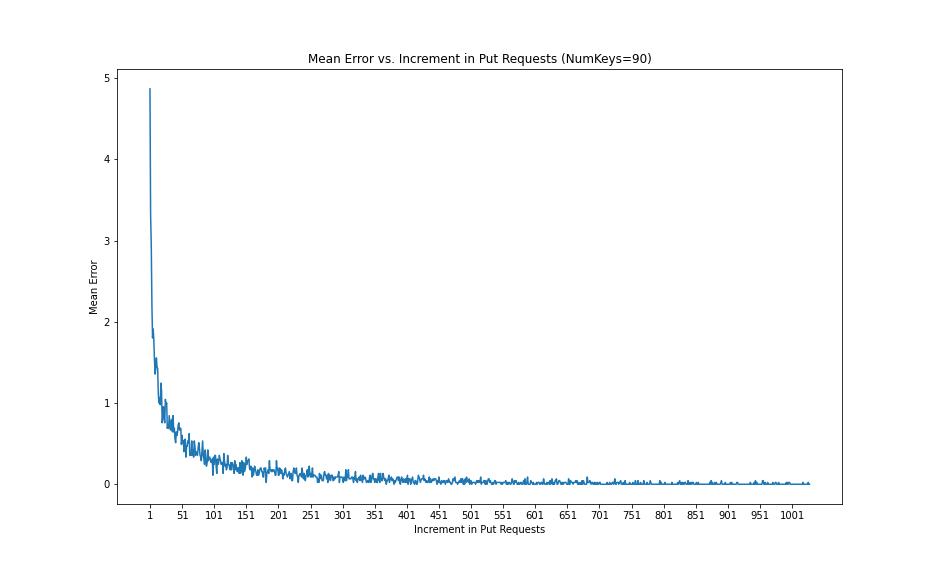 Mean Error vs. Increment in Put Requests (NumKeys=90)
5
4
3
2
1
0
Mean Error
1 51 101 151 201 251 301 351 401 451 501 551 601 651 701 751 801 851 901 951 1001
Increment in Put Requests